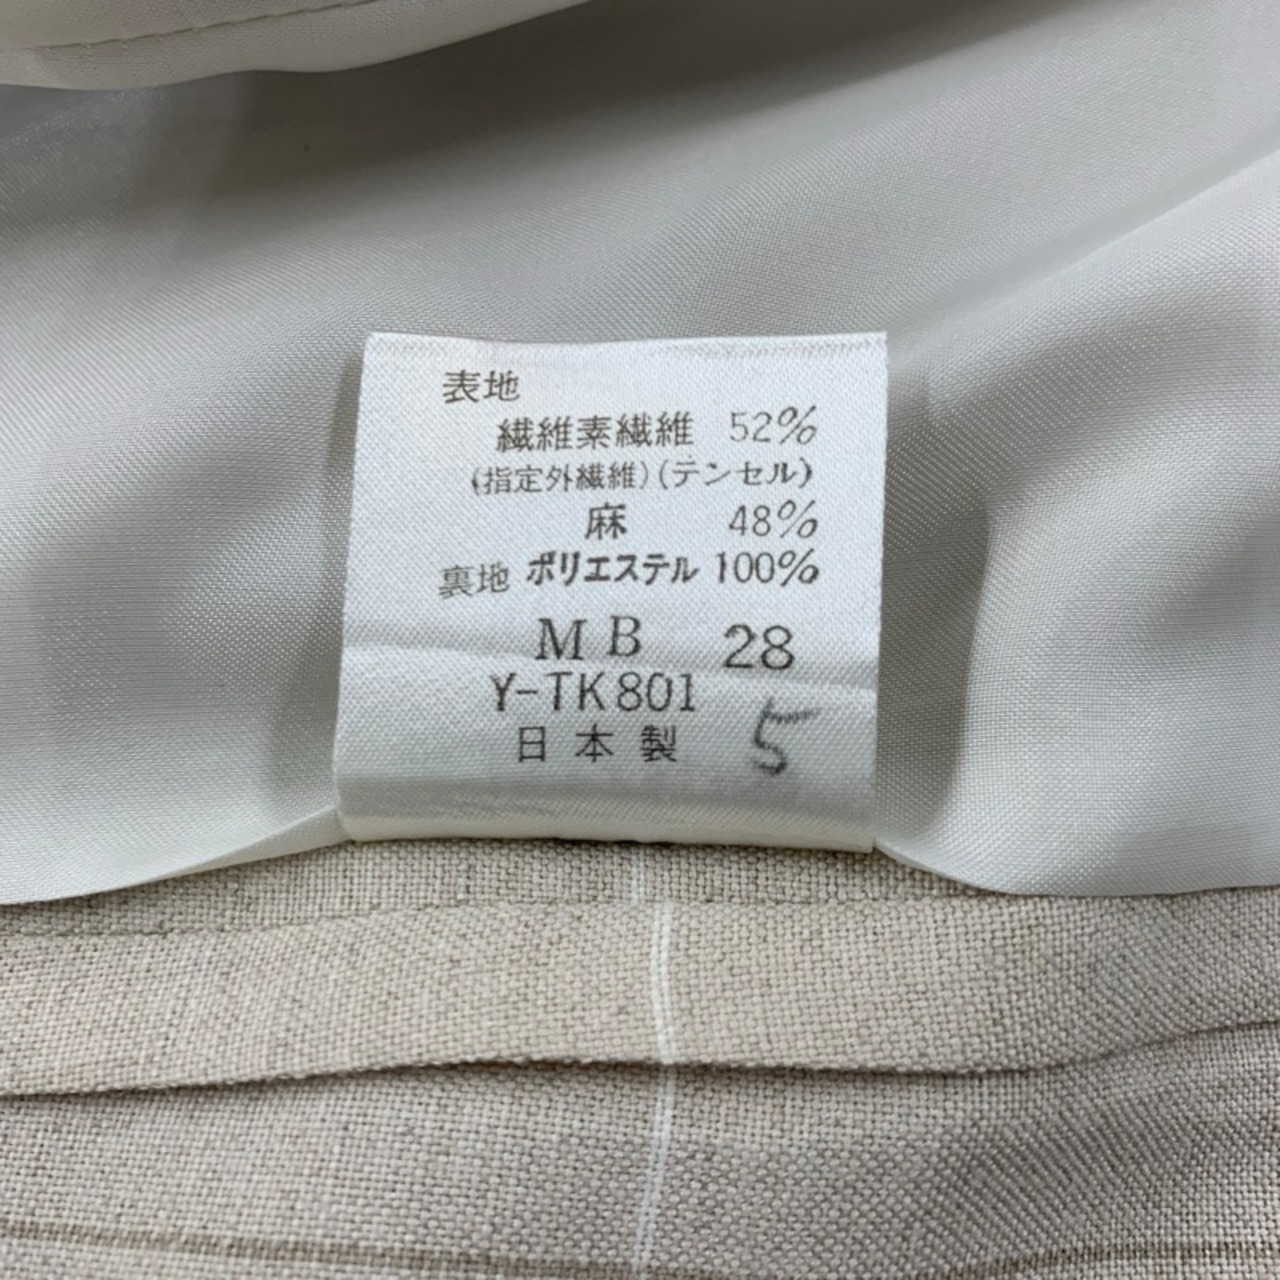 表地
繊維素繊維 52%
(指定外繊維)(テンセル)
麻 48%
裏地 ポリエステル 100%
MB 28
Y-TK801
日本製 5